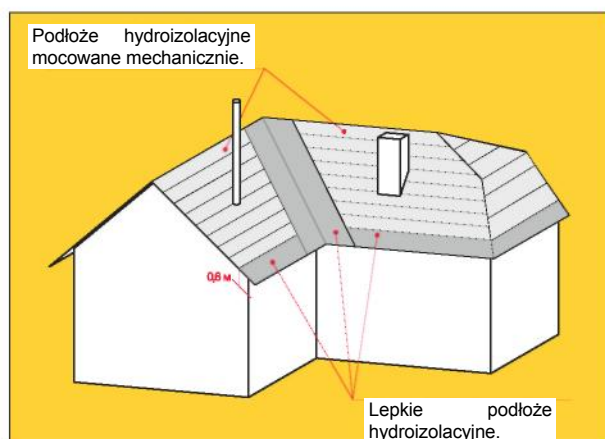 Podłoże hydroizolacyjne
mocowane mechanicznie.
0,6 м
Lepkie podłoże
hydroizolacyjne.